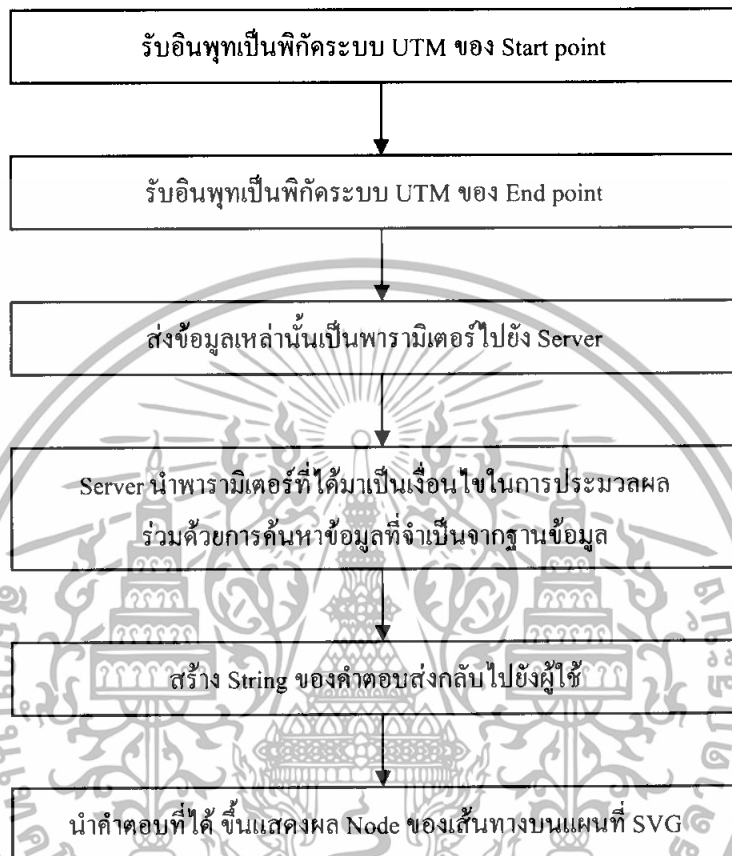 รับอินพุทเป็นพิกัดระบบ UTM ของ Start point
รับอินพุทเป็นพิกัดระบบ UTM ของ End point
ส่งข้อมูลเหล่านั้นเป็นพารามิเตอร์ไปยัง Server
Server นำพารามิเตอร์ที่ได้มาเป็นเงื่อนไขในการประมวลผล
ร่วมด้วยการค้นหาข้อมูลที่จำเป็นจากฐานข้อมูล
สร้าง String ของคำตอบส่งกลับไปยังผู้ใช้
นำคำตอบที่ได้ ขึ้นแสดงผล Node ของเส้นทางบนแผนที่ SVG